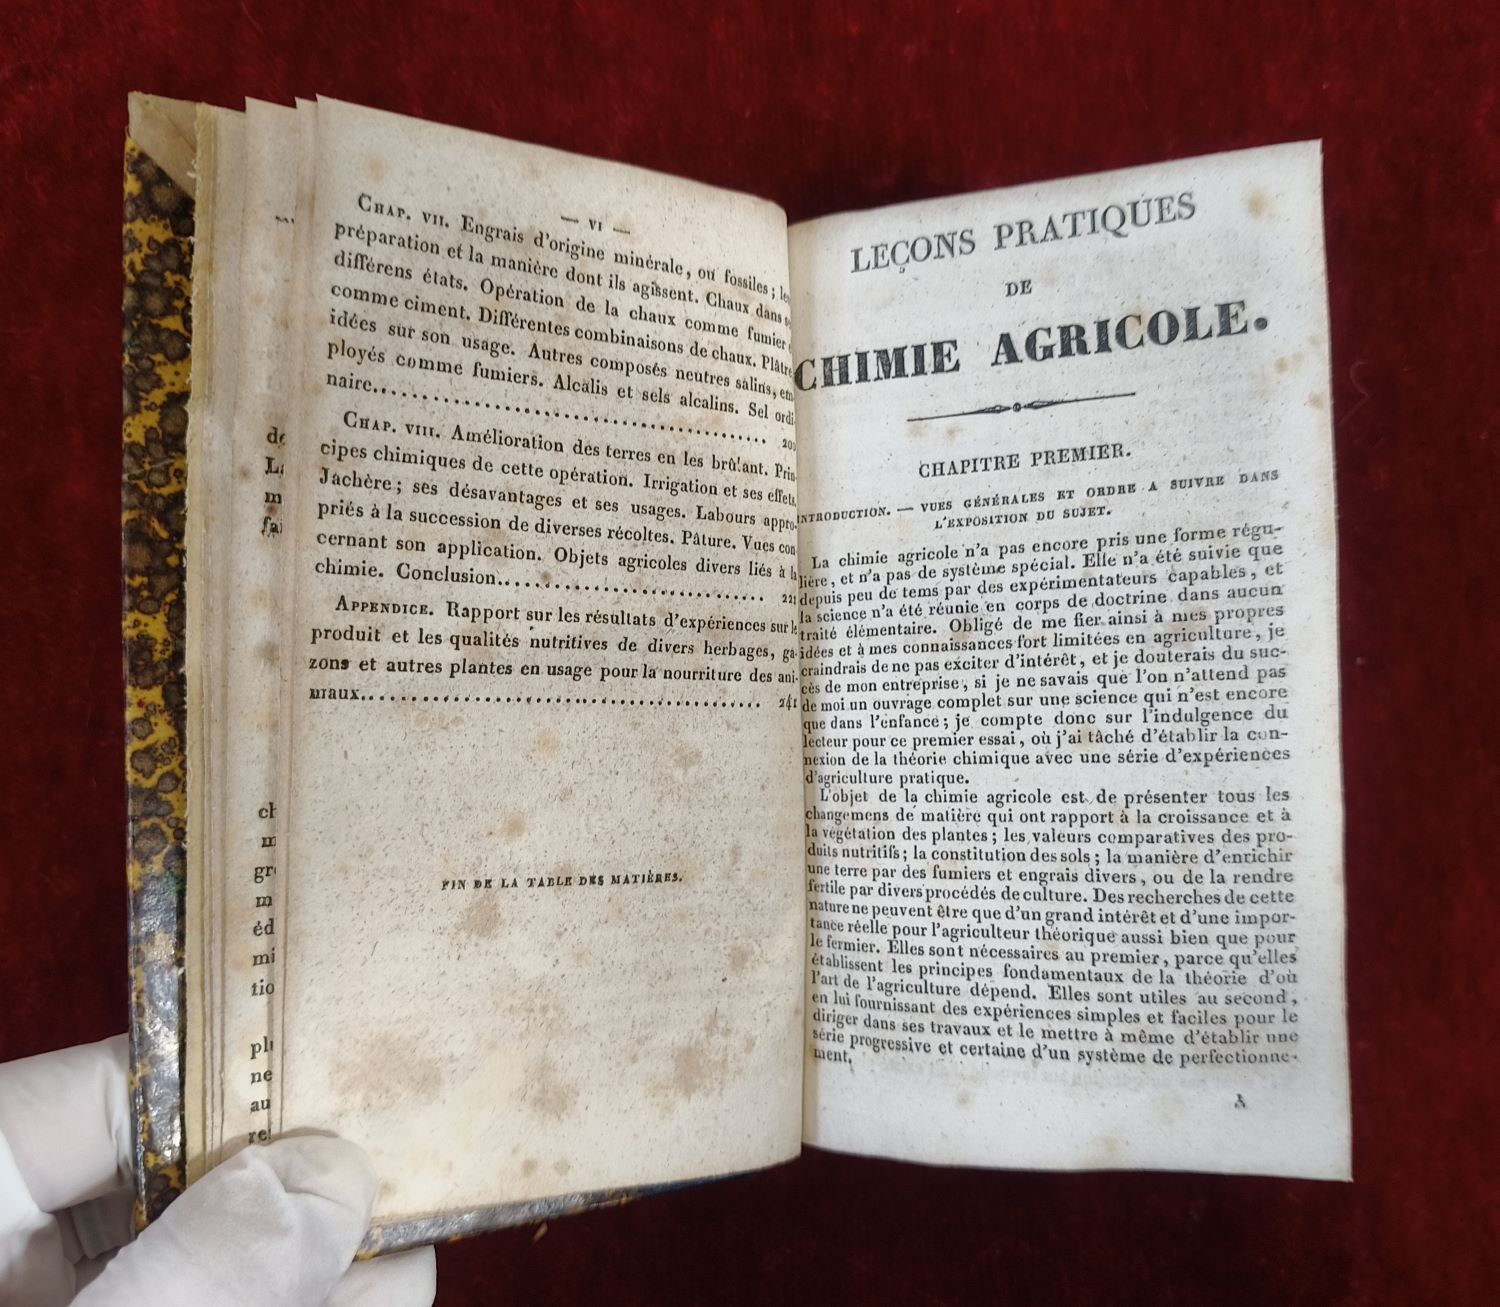 — VI —
CHAP. VII. Engrais d'origine minérale, ou fossiles; le
préparation et la manière dont ils agissent. Chaux dans se
différens états. Opération de la chaux comme fumier
comme ciment. Différentes combinaisons de chaux. Plâtre
idées sur son usage. Autres composés neutres salins, em
ployés comme fumiers. Alcalis et sels alcalins. Sel ordi
naire........................................ 209
CHAP. VIII. Amélioration des terres en les brûlant. Prin
cipes chimiques de cette opération. Irrigation et ses effets.
Jachère; ses désavantages et ses usages. Labours appro-
priés à la succession de diverses récoltes. Pâture. Vues con
cernant son application. Objets agricoles divers liés à la
chimie. Conclusion............................ 221
APPENDICE. Rapport sur les résultats d'expériences sur le
produit et les qualités nutritives de divers herbages, ga-
zons et autres plantes en usage pour la nourriture des ani-
maux........................................ 241
FIN DE LA TABLE DES MATIÈRES.
LEÇONS PRATIQUES
DE
CHIMIE AGRICOLE.
CHAPITRE PREMIER.
INTRODUCTION. — VUES GÉNÉRALES ET ORDRE A SUIVRE DANS
L'EXPOSITION DU SUJET.
La chimie agricole n'a pas encore pris une forme régu-
lière, et n'a pas de système spécial. Elle n'a été suivie que
depuis peu de tems par des expérimentateurs capables, et
la science n'a été réunie en corps de doctrine dans aucun
traité élémentaire. Obligé de me fier ainsi à mes propres
idées et à mes connaissances fort limitées en agriculture, je
craindrais de ne pas exciter d'intérêt, et je douterais du suc-
cès de mon entreprise, si je ne savais que l'on n'attend pas
de moi un ouvrage complet sur une science qui n'est encore
que dans l'enfance; je compte donc sur l'indulgence du
lecteur pour ce premier essai, où j'ai tâché d'établir la con-
nexion de la théorie chimique avec une série d'expériences
d'agriculture pratique.
L'objet de la chimie agricole est de présenter tous les
changemens de matière qui ont rapport à la croissance et à
la végétation des plantes; les valeurs comparatives des pro-
duits nutritifs; la constitution des sols; la manière d'enrichir
une terre par des fumiers et engrais divers, ou de la rendre
fertile par divers procédés de culture. Des recherches de cette
nature ne peuvent être que d'un grand intérêt et d'une impor-
tance réelle pour l'agriculteur théorique aussi bien que pour
le fermier. Elles sont nécessaires au premier, parce qu'elles
établissent les principes fondamentaux de la théorie d'où
l'art de l'agriculture dépend. Elles sont utiles au second,
en lui fournissant des expériences simples et faciles pour le
diriger dans ses travaux et le mettre à même d'établir une
série progressive et certaine d'un système de perfectionne-
ment.